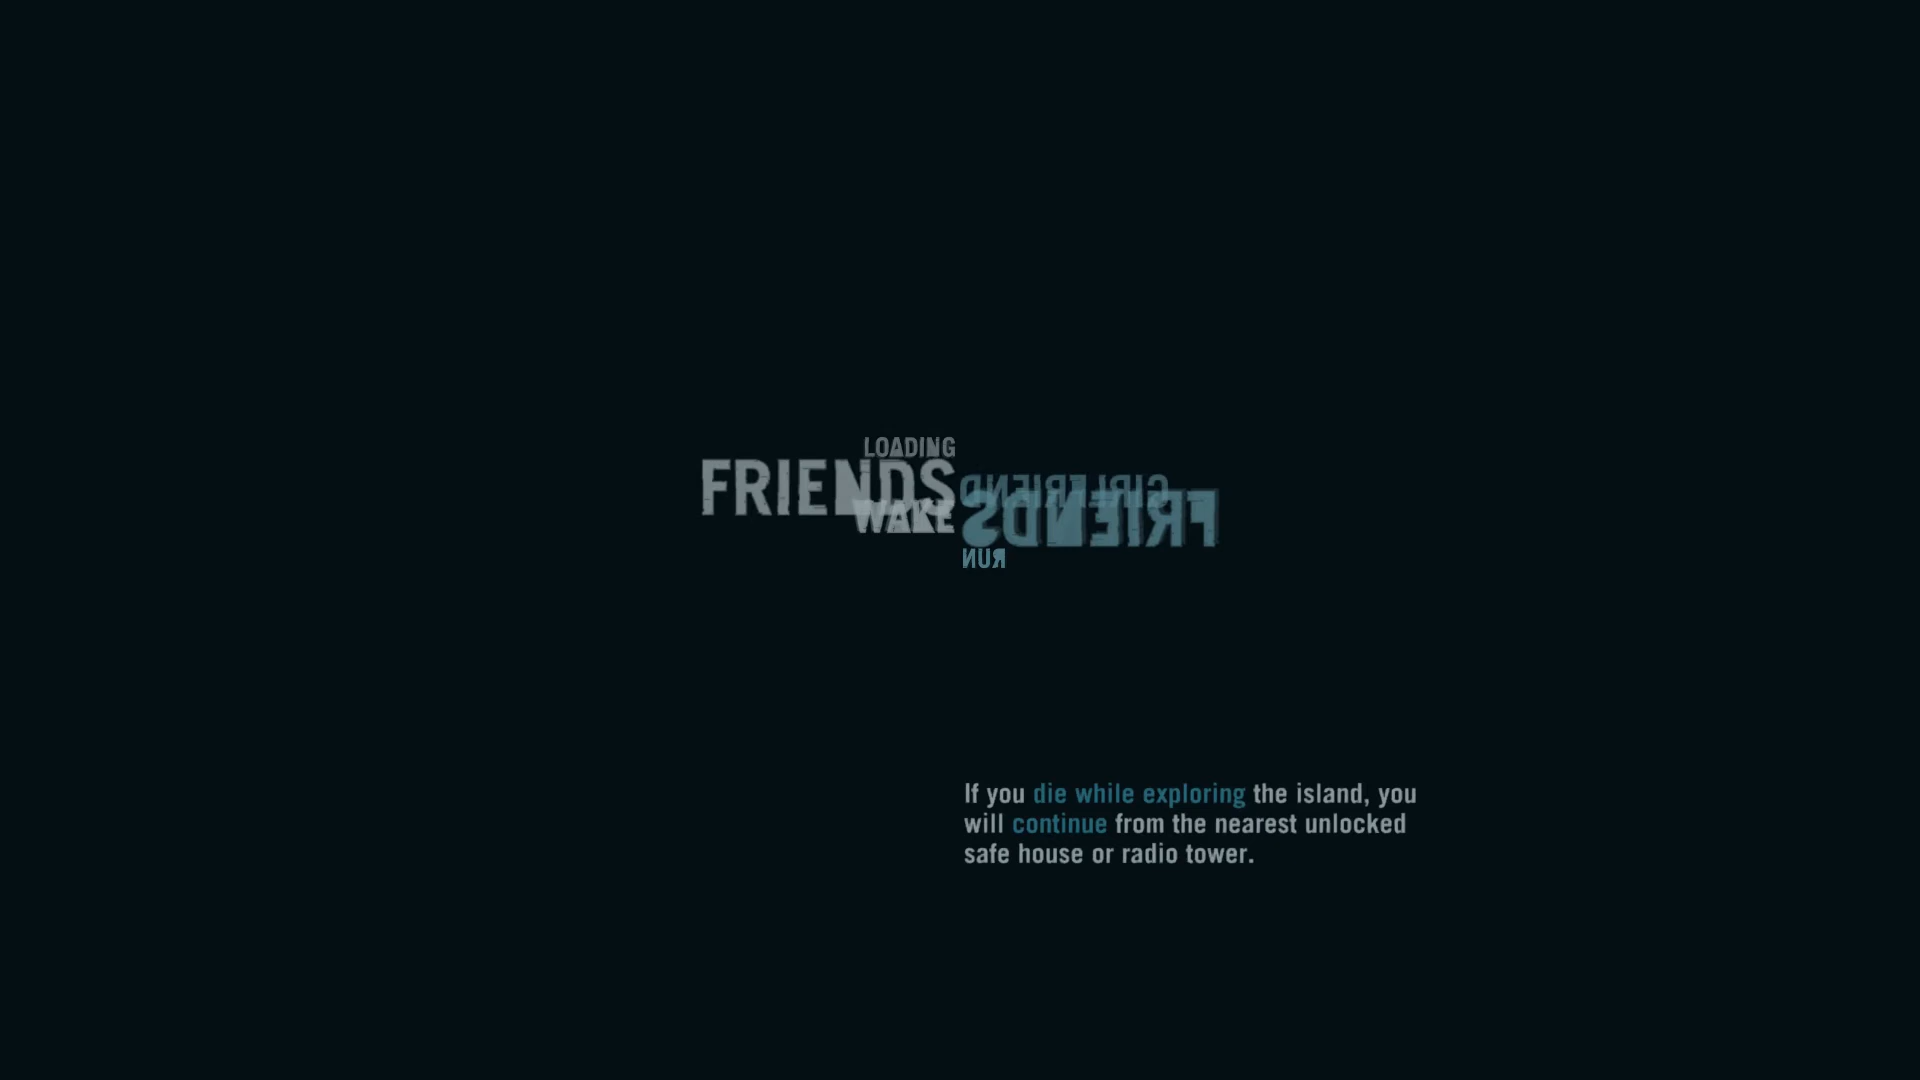 LOADING
FRIENDS
WAKE
GIRLFRIEND
FRIENDS
RUN
If you die while exploring the island, you
will continue from the nearest unlocked
safe house or radio tower.